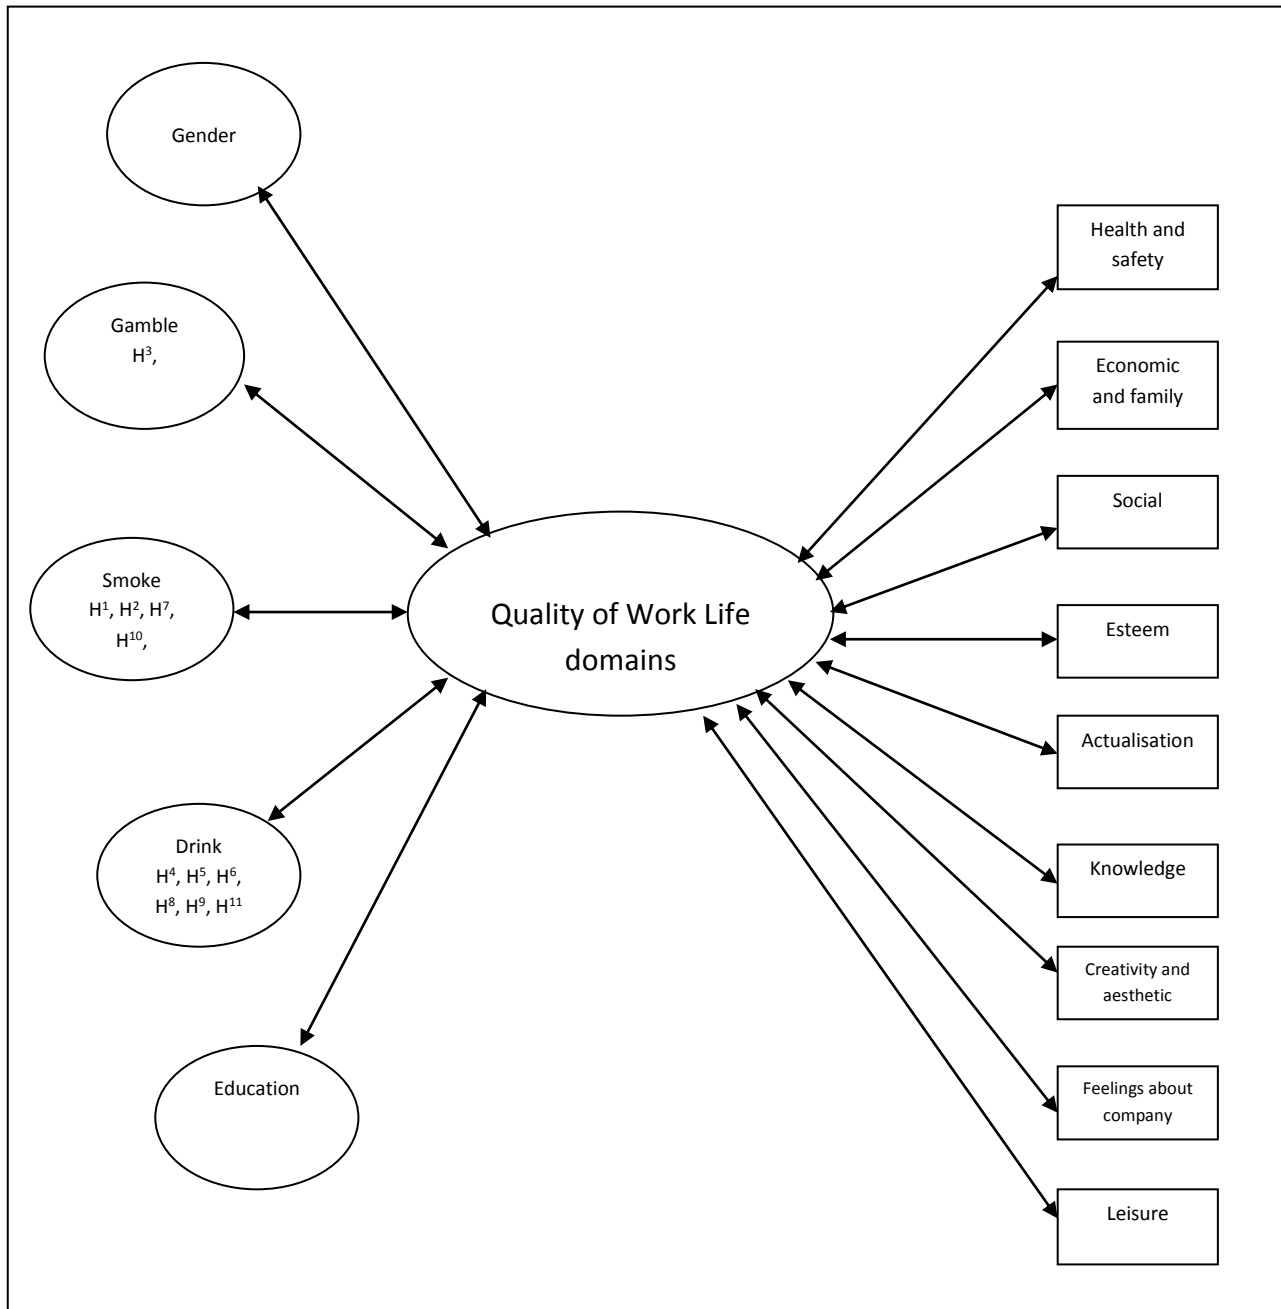 Gender
Gamble
H³,
Smoke
H¹, H², H⁷,
H¹⁰,
Drink
H⁴, H⁵, H⁶,
H⁸, H⁹, H¹¹
Education
Quality of Work Life
domains
Health and
safety
Economic
and family
Social
Esteem
Actualisation
Knowledge
Creativity and
aesthetic
Feelings about
company
Leisure